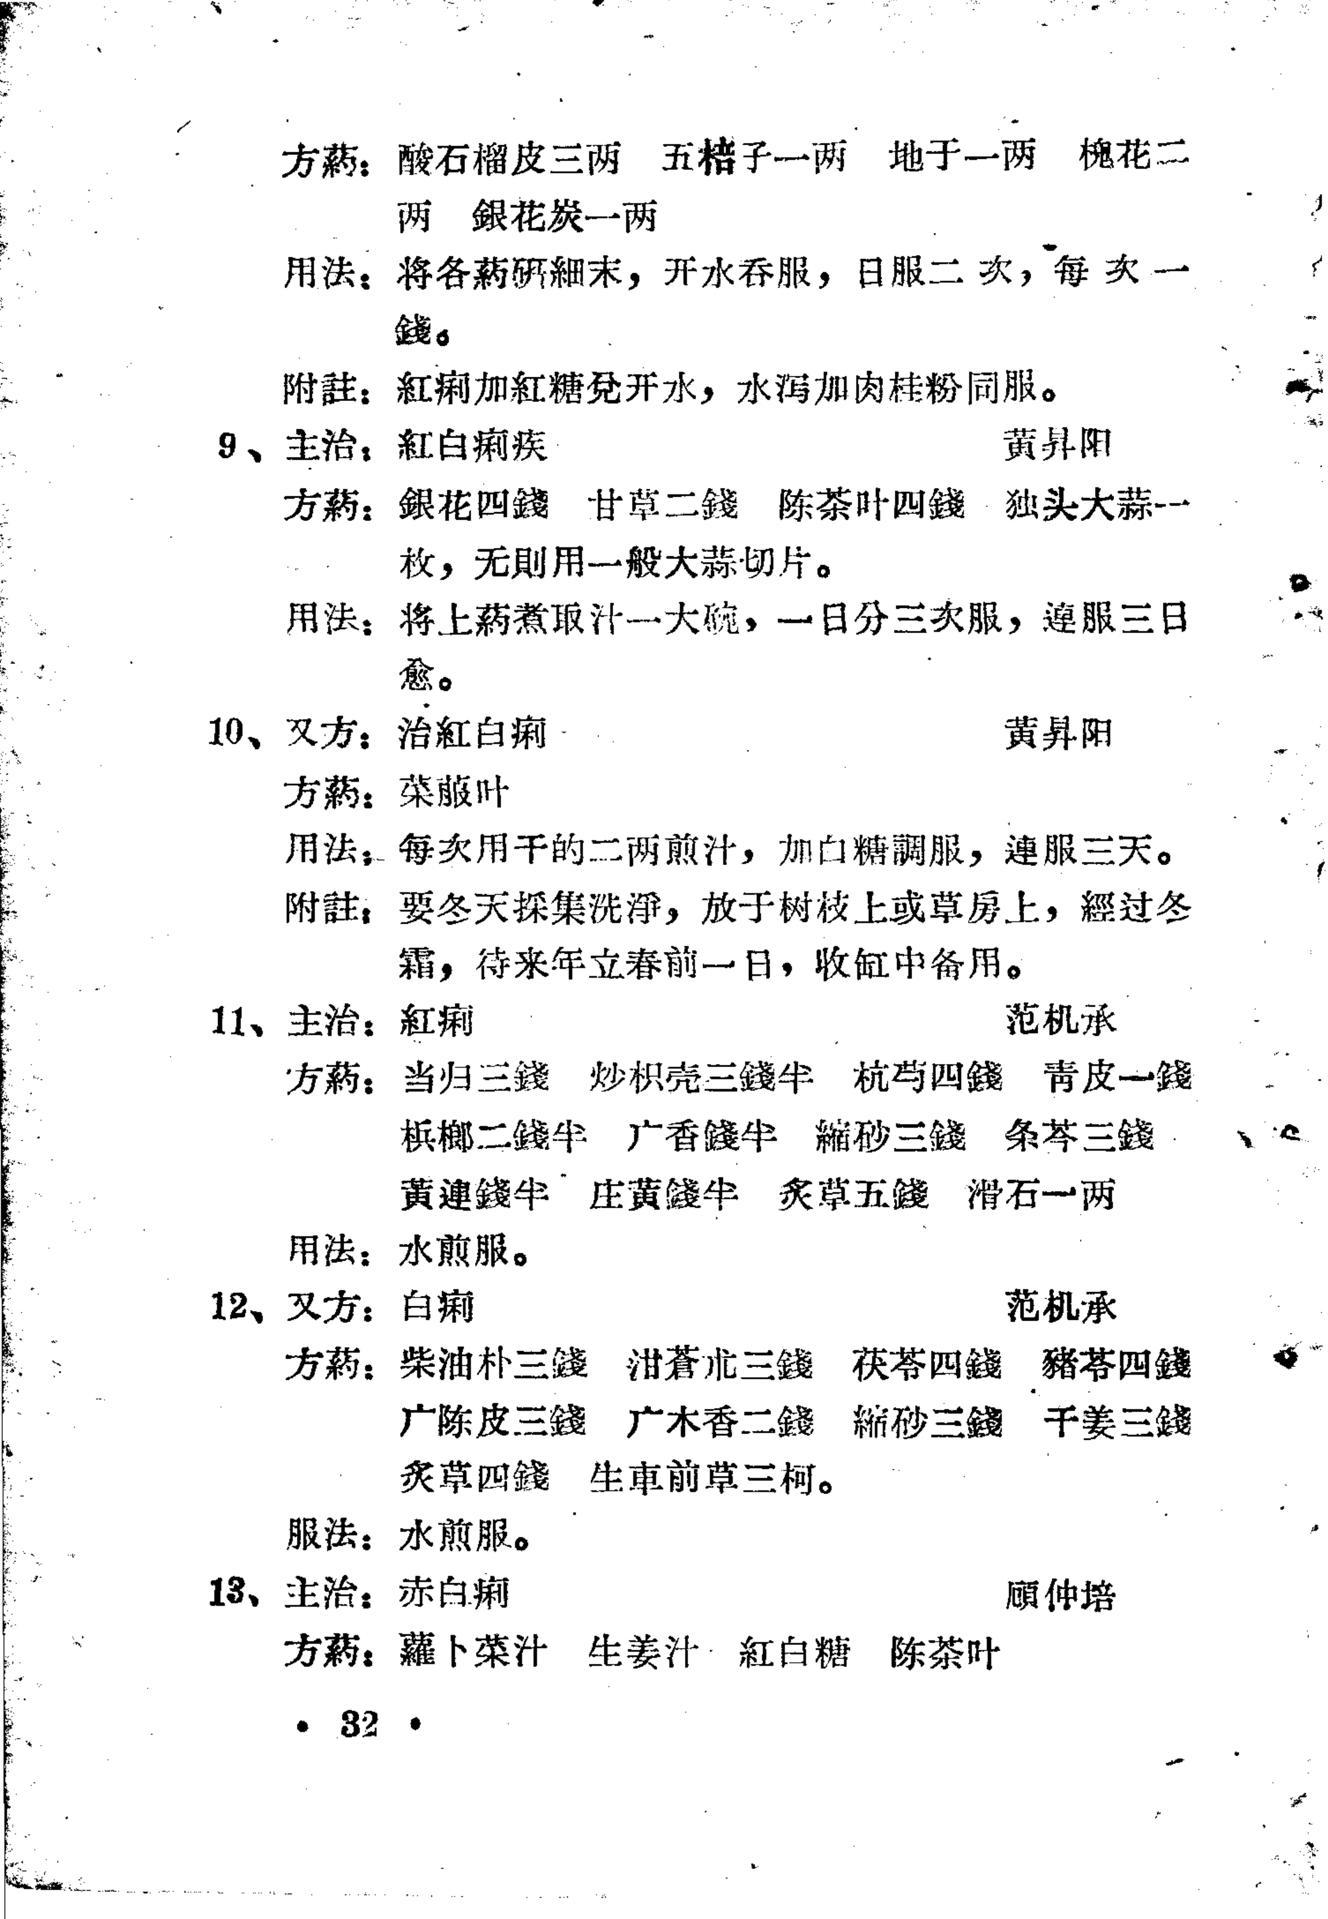 方药：酸石榴皮三两　五棓子一两　地于一两　槐花二
两　銀花炭一两
用法：将各药研細末，开水吞服，日服二次，每次一
錢。
附註：紅痢加紅糖兌开水，水泻加肉桂粉同服。
9、主治：紅白痢疾　黄昇阳
方药：銀花四錢　甘草二錢　陈茶叶四錢　独头大蒜一
枚，无則用一般大蒜切片。
用法：将上药煮取汁一大碗，一日分三次服，連服三日
愈。
10、又方：治紅白痢　黄昇阳
方药：菜菔叶
用法：每次用干的二两煎汁，加白糖調服，連服三天。
附註：要冬天採集洗淨，放于树枝上或草房上，經过冬
霜，待来年立春前一日，收缸中备用。
11、主治：紅痢　范机承
方药：当归三錢　炒枳壳三錢半　杭芍四錢　青皮一錢
梹榔二錢半　广香錢半　縮砂三錢　条芩三錢
黃連錢半　庄黄錢半　炙草五錢　滑石一两
用法：水煎服。
12、又方：白痢　范机承
方药：柴油朴三錢　泔蒼朮三錢　茯苓四錢　豬苓四錢
广陈皮三錢　广木香二錢　縮砂三錢　干姜三錢
炙草四錢　生車前草三柯。
服法：水煎服。
13、主治：赤白痢　顾仲培
方药：蘿卜菜汁　生姜汁　紅白糖　陈茶叶
• 32 •